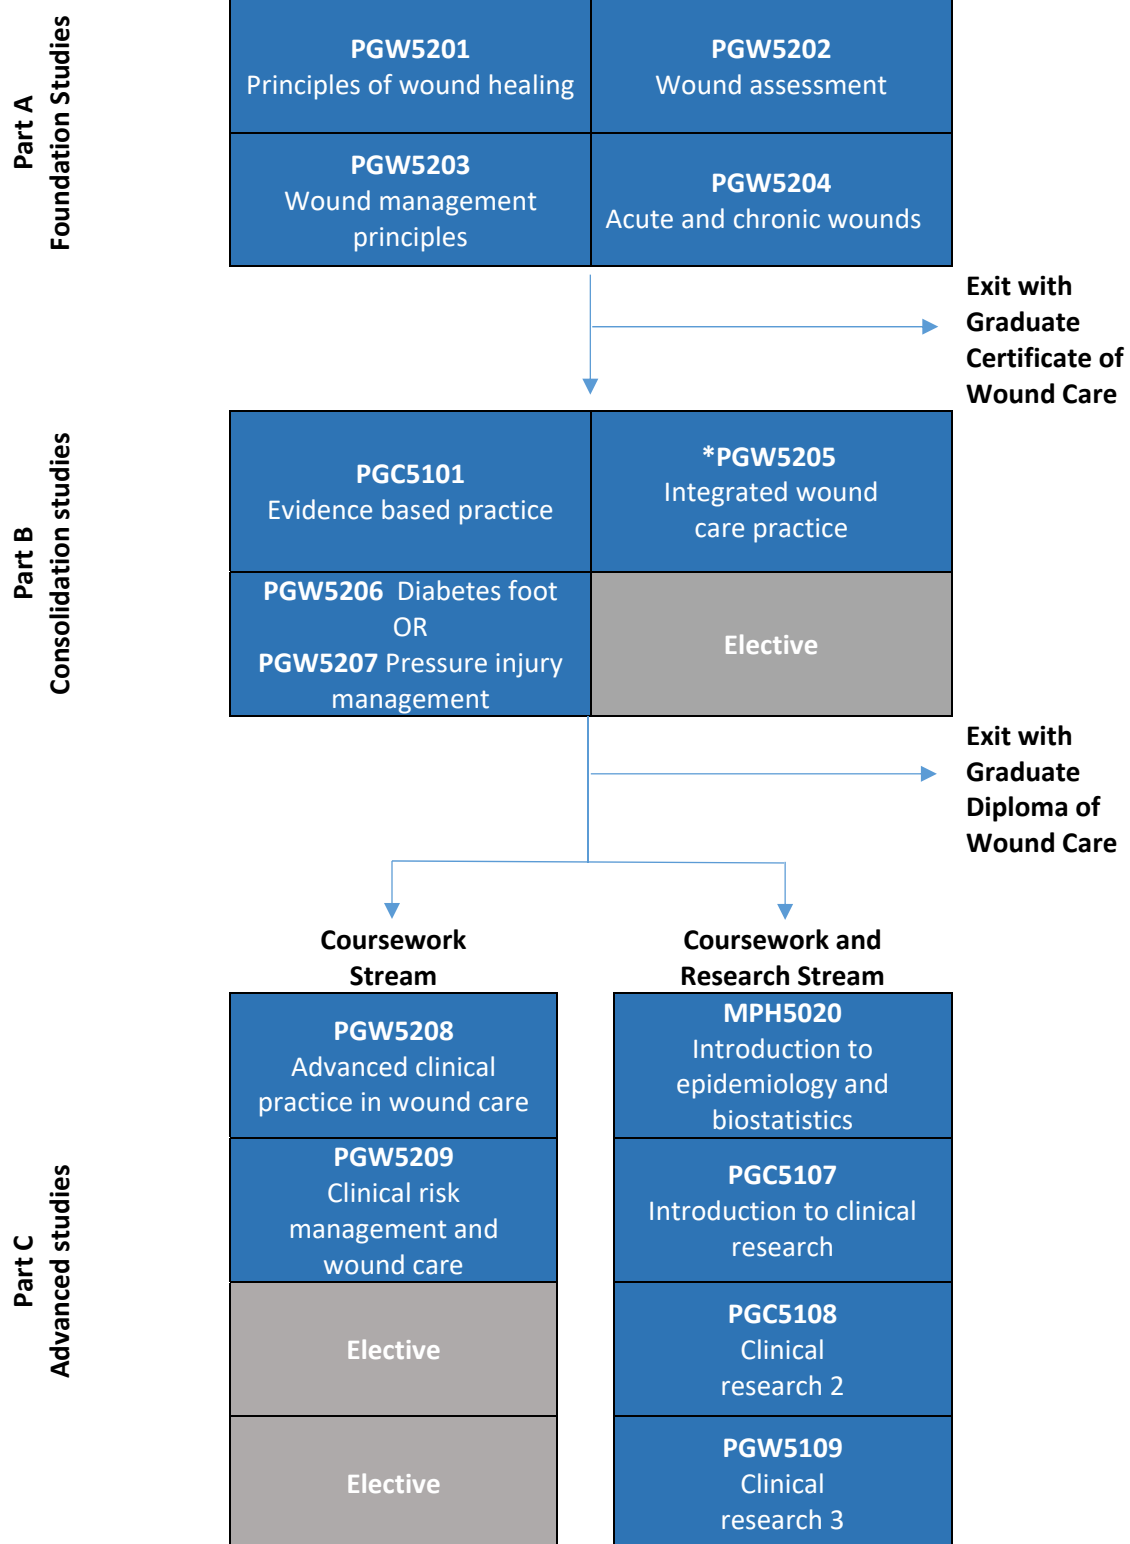 Part A
Foundation Studies
PGW5201
Principles of wound healing
PGW5202
Wound assessment
PGW5203
Wound management
principles
PGW5204
Acute and chronic wounds
Exit with
Graduate
Certificate of
Wound Care
Part B
Consolidation studies
PGC5101
Evidence based practice
*PGW5205
Integrated wound
care practice
PGW5206 Diabetes foot
OR
PGW5207 Pressure injury
management
Elective
Exit with
Graduate
Diploma of
Wound Care
Part C
Advanced studies
Coursework
Stream
PGW5208
Advanced clinical
practice in wound care
PGW5209
Clinical risk
management and
wound care
Elective
Elective
Coursework and
Research Stream
MPH5020
Introduction to
epidemiology and
biostatistics
PGC5107
Introduction to clinical
research
PGC5108
Clinical
research 2
PGW5109
Clinical
research 3